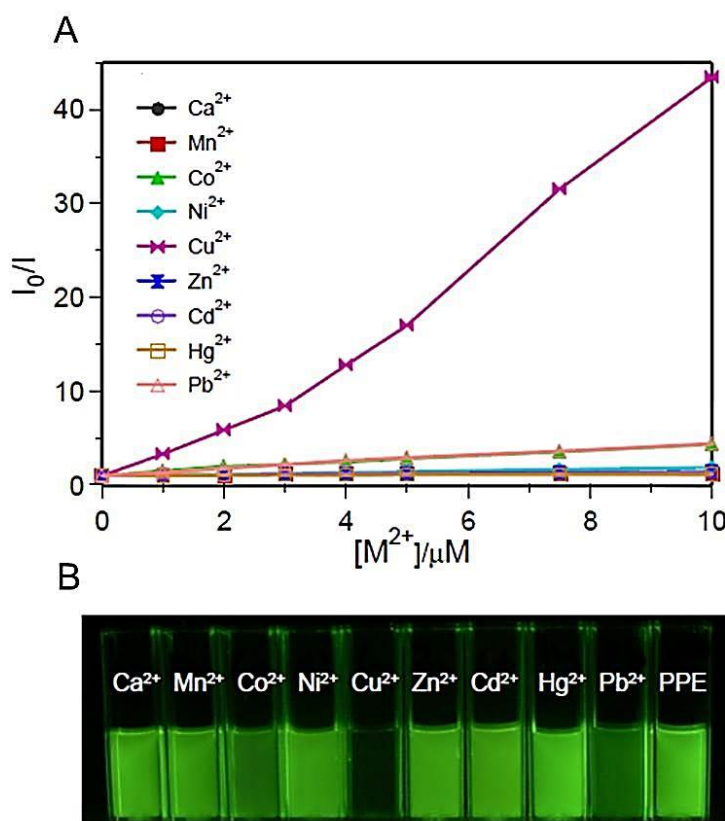 A
I₀/I
40
30
20
10
0
Ca²⁺
Mn²⁺
Co²⁺
Ni²⁺
Cu²⁺
Zn²⁺
Cd²⁺
Hg²⁺
Pb²⁺
0 2 4 6 8 10
[M²⁺]/μM
B
Ca²⁺ Mn²⁺ Co²⁺ Ni²⁺ Cu²⁺ Zn²⁺ Cd²⁺ Hg²⁺ Pb²⁺ PPE